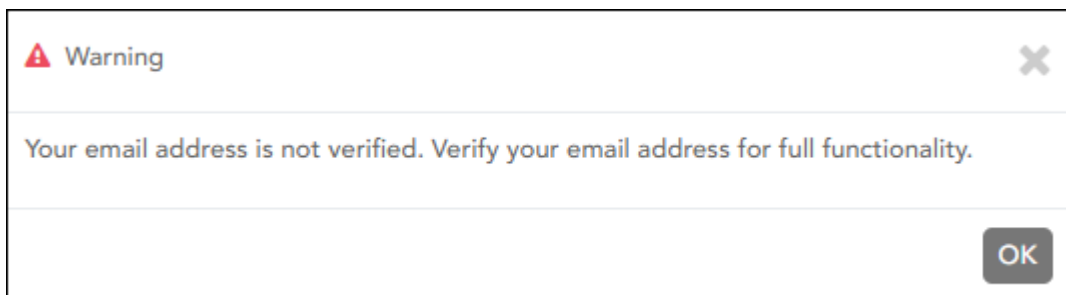 Warning
Your email address is not verified. Verify your email address for full functionality.
OK